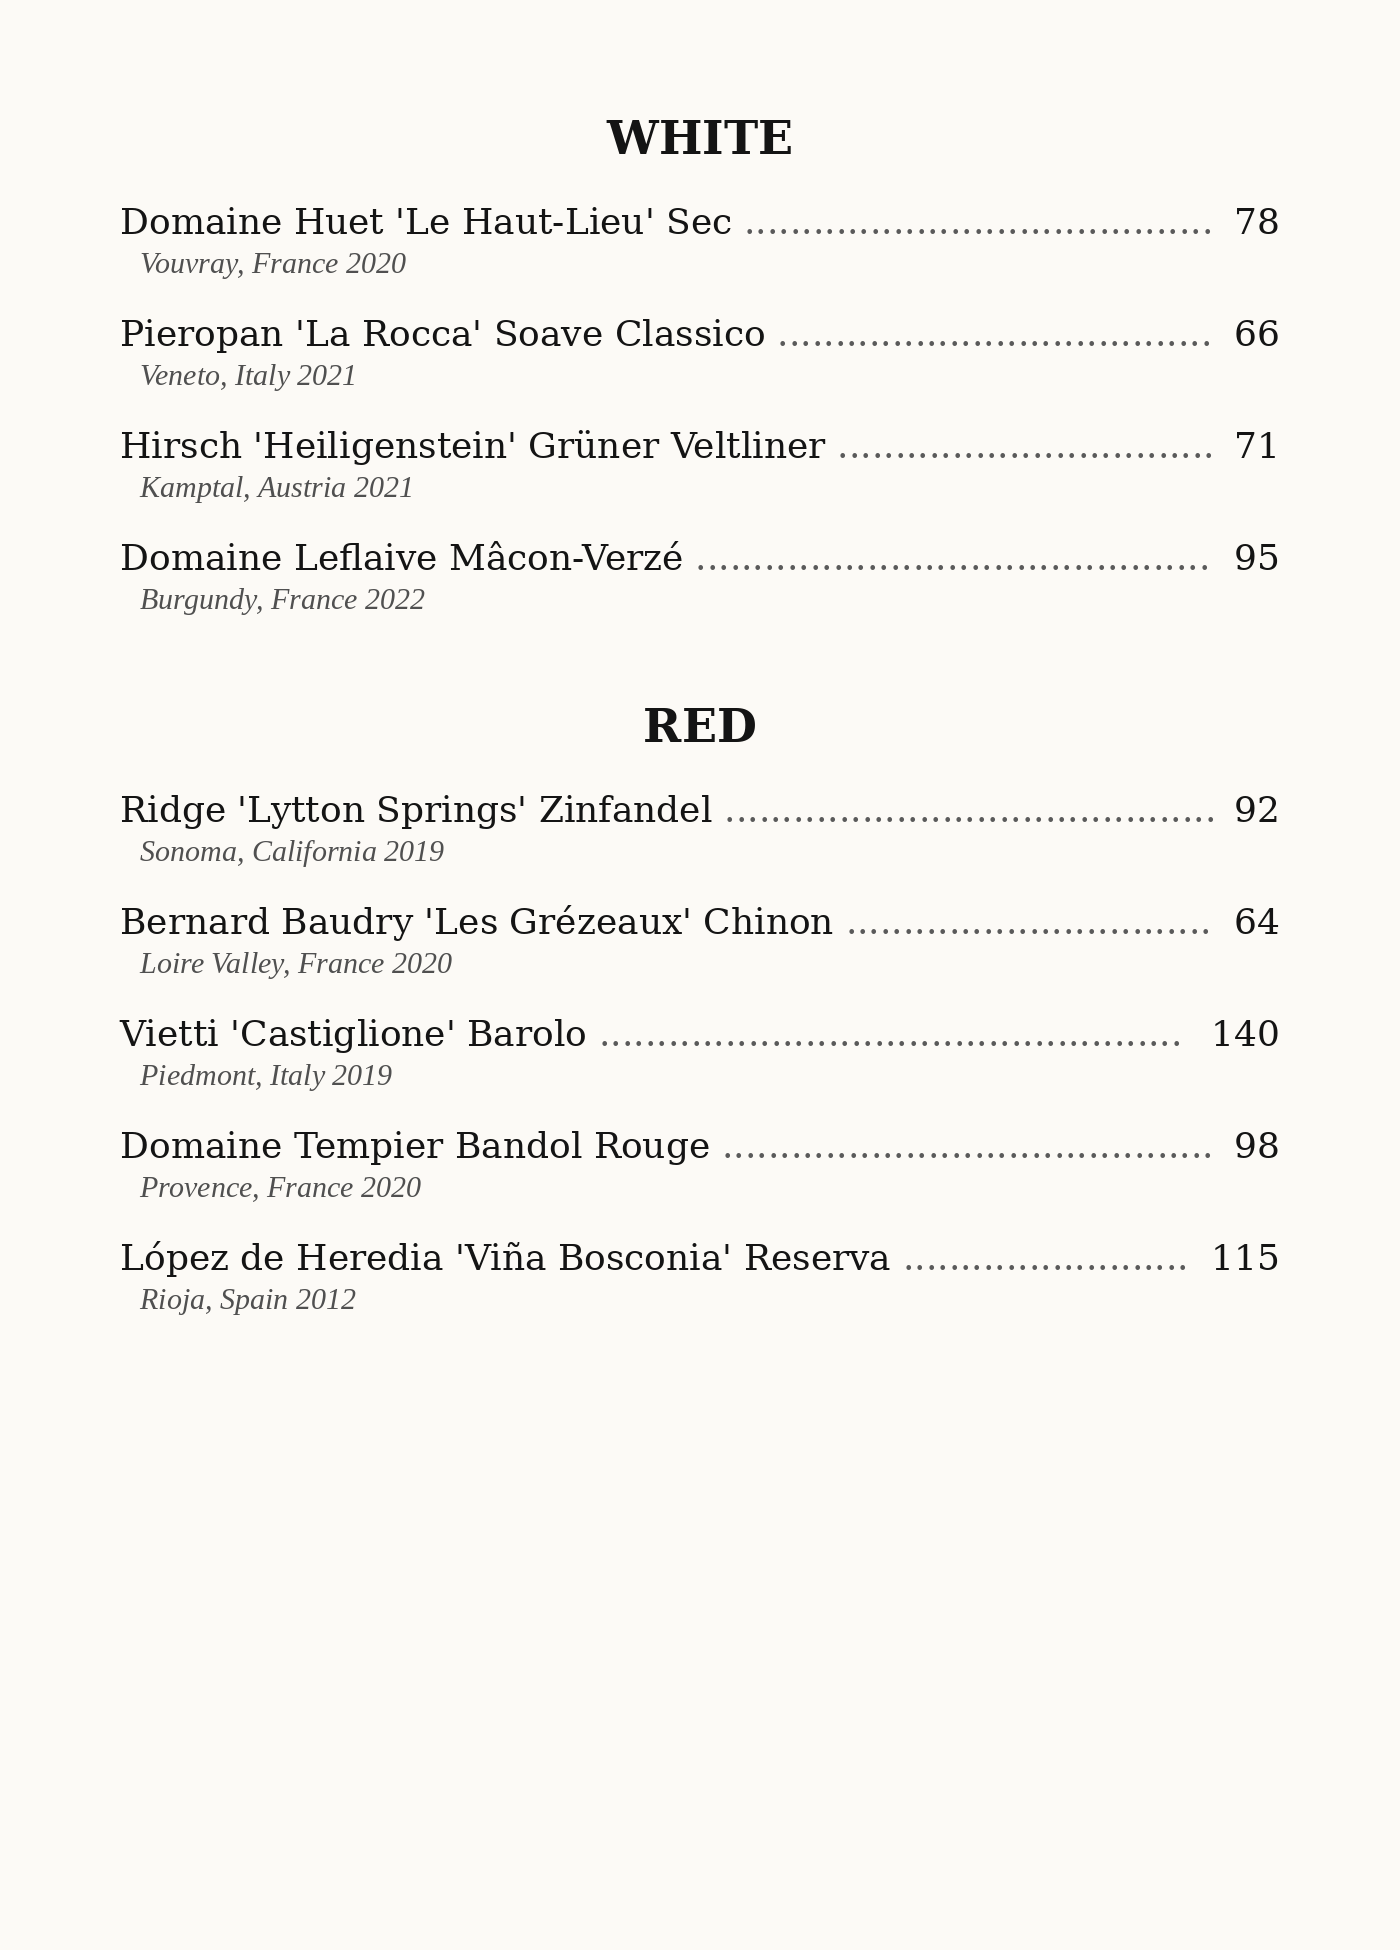 WHITE
Domaine Huet 'Le Haut-Lieu' Sec ......................................... 78
Vouvray, France 2020
Pieropan 'La Rocca' Soave Classico ...................................... 66
Veneto, Italy 2021
Hirsch 'Heiligenstein' Grüner Veltliner ................................. 71
Kamptal, Austria 2021
Domaine Leflaive Mâcon-Verzé ............................................. 95
Burgundy, France 2022
RED
Ridge 'Lytton Springs' Zinfandel ........................................... 92
Sonoma, California 2019
Bernard Baudry 'Les Grézeaux' Chinon ................................ 64
Loire Valley, France 2020
Vietti 'Castiglione' Barolo ................................................... 140
Piedmont, Italy 2019
Domaine Tempier Bandol Rouge ........................................... 98
Provence, France 2020
López de Heredia 'Viña Bosconia' Reserva ......................... 115
Rioja, Spain 2012